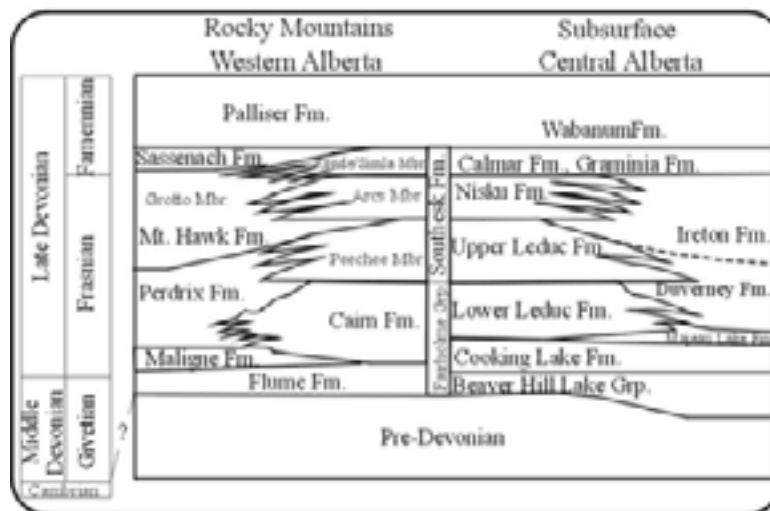 Rocky Mountains
Western Alberta
Subsurface
Central Alberta
Late Devonian
Famennian
Frasnian
Middle
Devonian
Givetian
Cambrian
?
Palliser Fm.
Sassenach Fm.
Grotto Mbr
Arcs Mbr
Mt. Hawk Fm.
Peechee Mbr
Perdrix Fm.
Cairn Fm.
Maligne Fm.
Flume Fm.
Southesk Fm.
Fairholme Grp
WabanumFm.
Calmar Fm., Graminia Fm.
Nisku Fm.
Upper Leduc Fm.
Ireton Fm.
Duverney Fm.
Lower Leduc Fm.
Cooking Lake Fm.
Beaver Hill Lake Grp.
Pre-Devonian